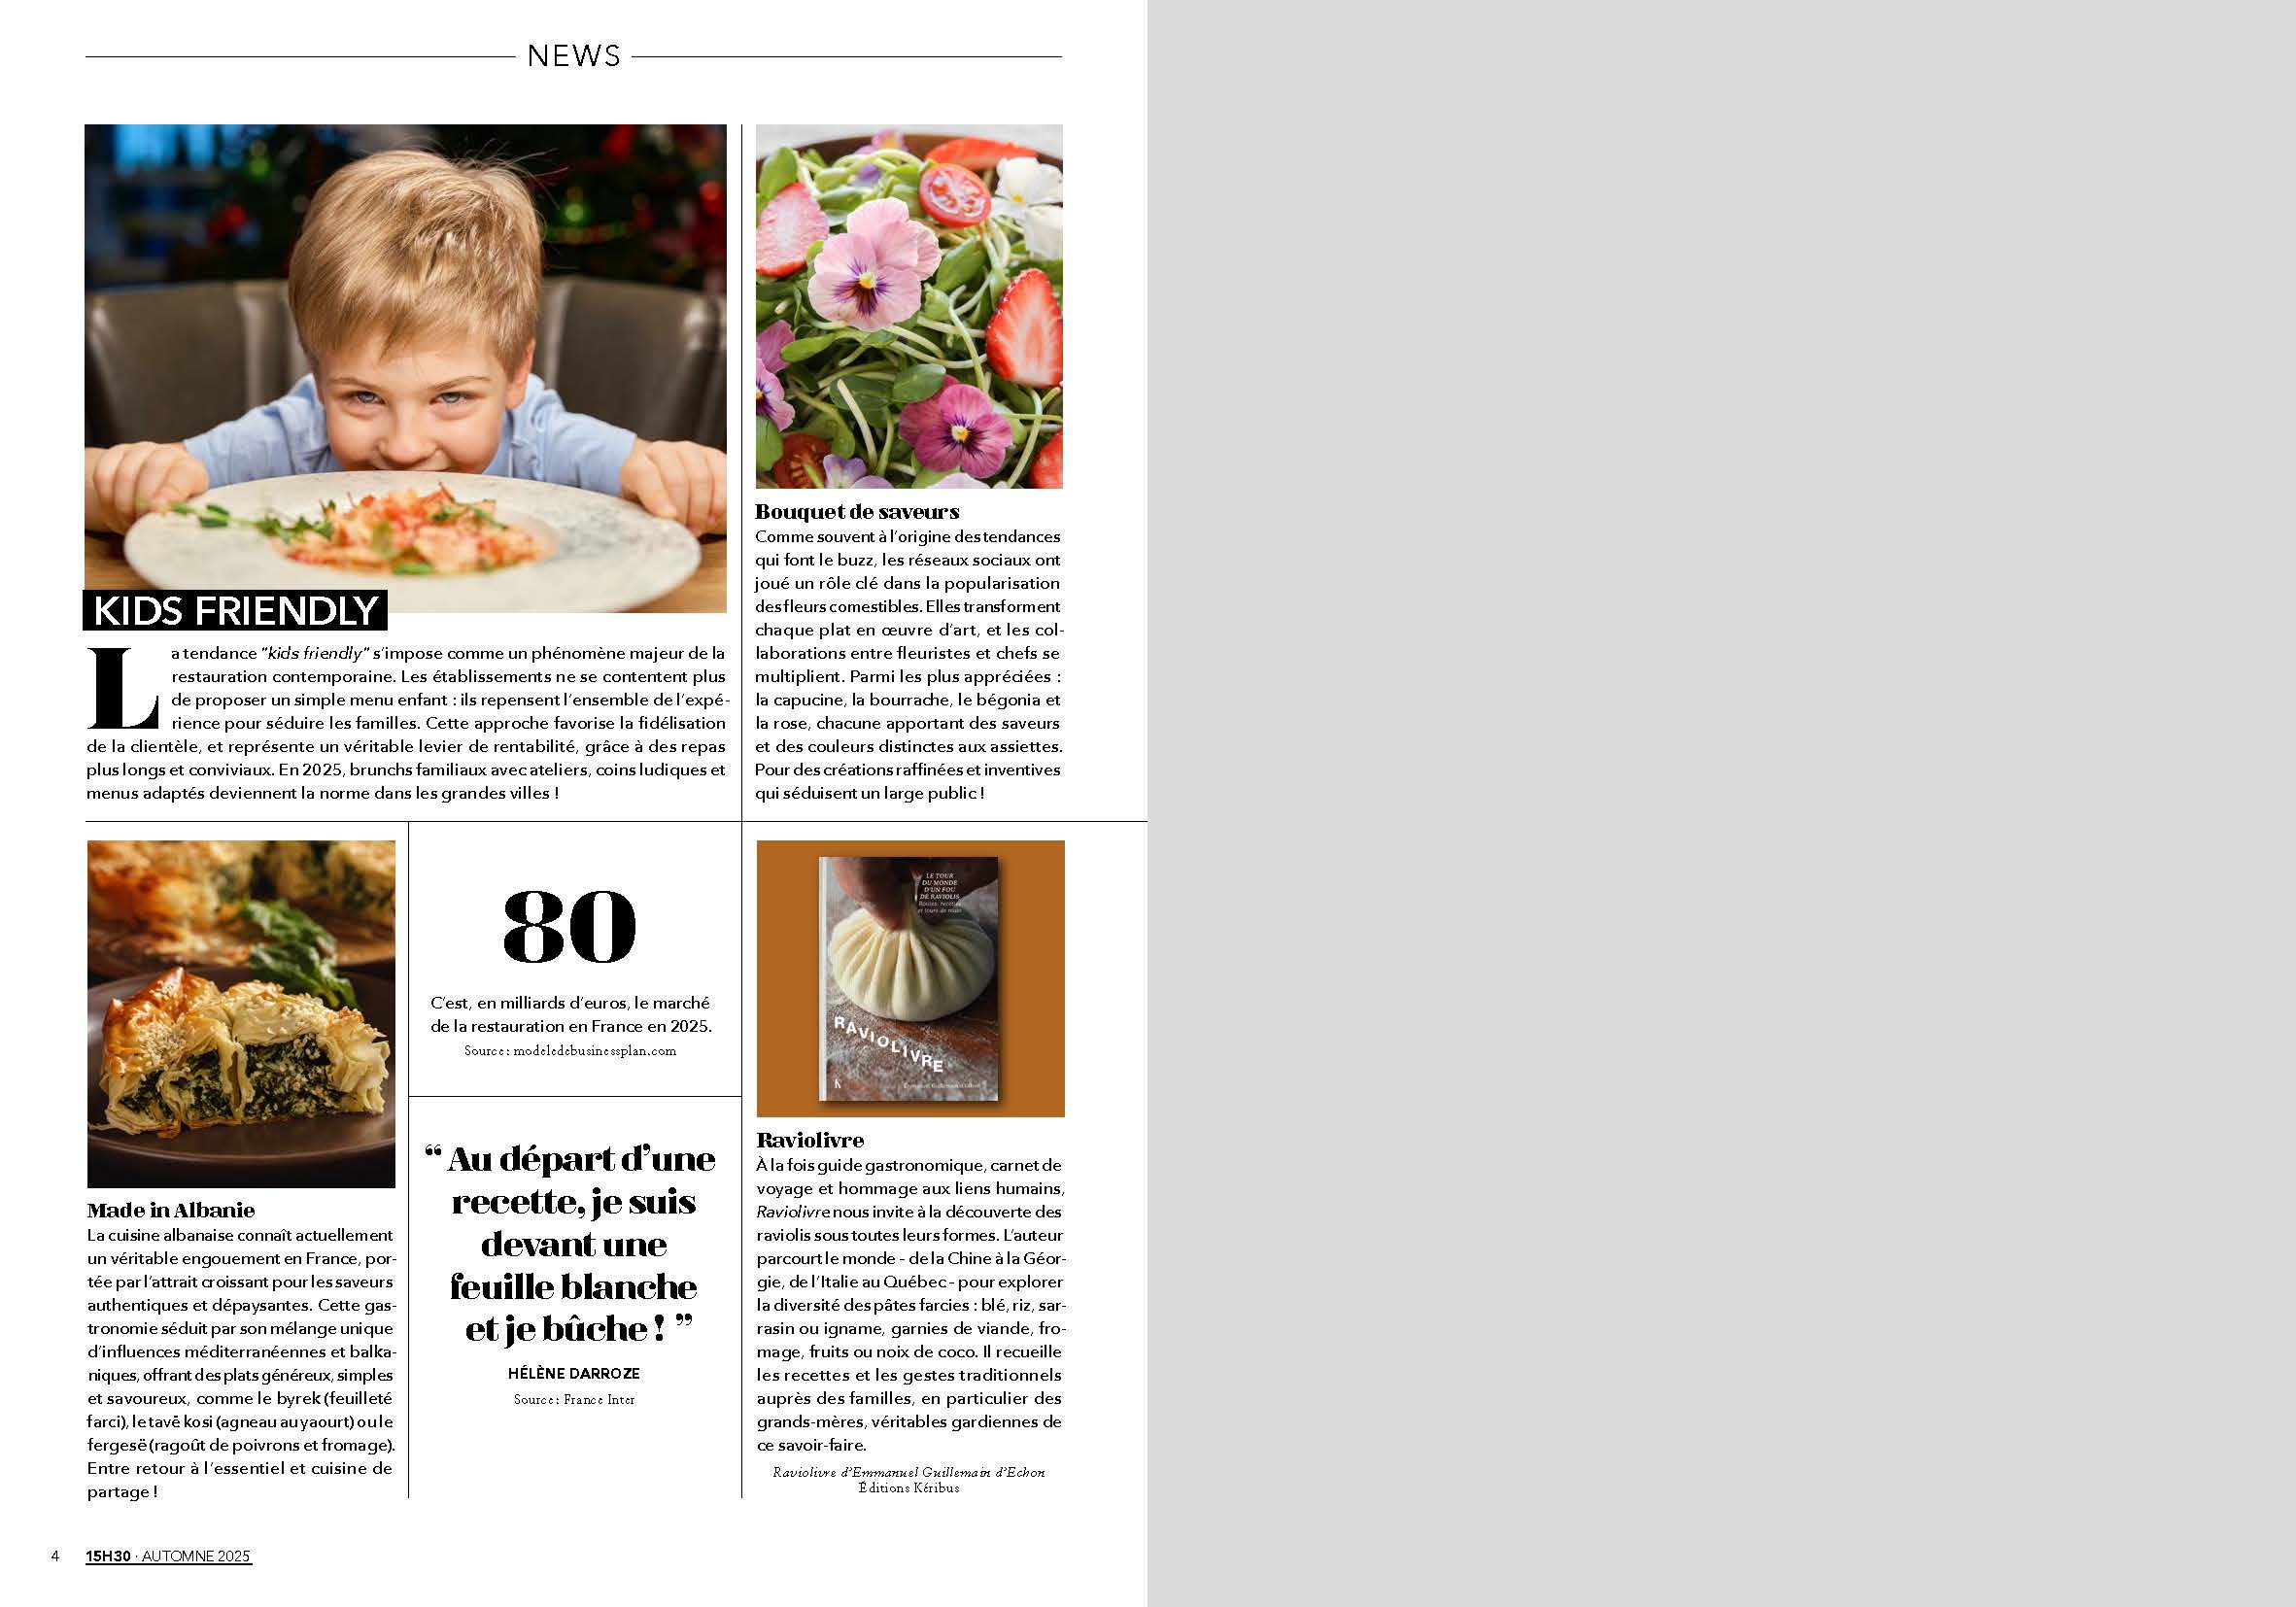 NEWS
KIDS FRIENDLY
La tendance "kids friendly" s'impose comme un phénomène majeur de la
restauration contemporaine. Les établissements ne se contentent plus
de proposer un simple menu enfant : ils repensent l'ensemble de l'expé-
rience pour séduire les familles. Cette approche favorise la fidélisation
de la clientèle, et représente un véritable levier de rentabilité, grâce à des repas
plus longs et conviviaux. En 2025, brunchs familiaux avec ateliers, coins ludiques et
menus adaptés deviennent la norme dans les grandes villes !
Bouquet de saveurs
Comme souvent à l'origine des tendances
qui font le buzz, les réseaux sociaux ont
joué un rôle clé dans la popularisation
des fleurs comestibles. Elles transforment
chaque plat en œuvre d'art, et les col-
laborations entre fleuristes et chefs se
multiplient. Parmi les plus appréciées :
la capucine, la bourrache, le bégonia et
la rose, chacune apportant des saveurs
et des couleurs distinctes aux assiettes.
Pour des créations raffinées et inventives
qui séduisent un large public !
Made in Albanie
La cuisine albanaise connaît actuellement
un véritable engouement en France, por-
tée par l'attrait croissant pour les saveurs
authentiques et dépaysantes. Cette gas-
tronomie séduit par son mélange unique
d'influences méditerranéennes et balka-
niques, offrant des plats généreux, simples
et savoureux, comme le byrek (feuilleté
farci), le tavë kosi (agneau au yaourt) ou le
fergesë (ragoût de poivrons et fromage).
Entre retour à l'essentiel et cuisine de
partage !
80
C'est, en milliards d'euros, le marché
de la restauration en France en 2025.
Source : modeledebusinessplan.com
“ Au départ d'une
recette, je suis
devant une
feuille blanche
et je bûche ! ”
HÉLÈNE DARROZE
Source : France Inter
LE TOUR
DU MONDE
D'UN FOU
DE RAVIOLIS
Routes, recettes
et tours de main
RAVIOLIVRE
K
Emmanuel Guillemain d'Echon
Raviolivre
À la fois guide gastronomique, carnet de
voyage et hommage aux liens humains,
Raviolivre nous invite à la découverte des
raviolis sous toutes leurs formes. L'auteur
parcourt le monde - de la Chine à la Géor-
gie, de l'Italie au Québec - pour explorer
la diversité des pâtes farcies : blé, riz, sar-
rasin ou igname, garnies de viande, fro-
mage, fruits ou noix de coco. Il recueille
les recettes et les gestes traditionnels
auprès des familles, en particulier des
grands-mères, véritables gardiennes de
ce savoir-faire.
Raviolivre d'Emmanuel Guillemain d'Echon
Éditions Kéribus
4 15H30 · AUTOMNE 2025